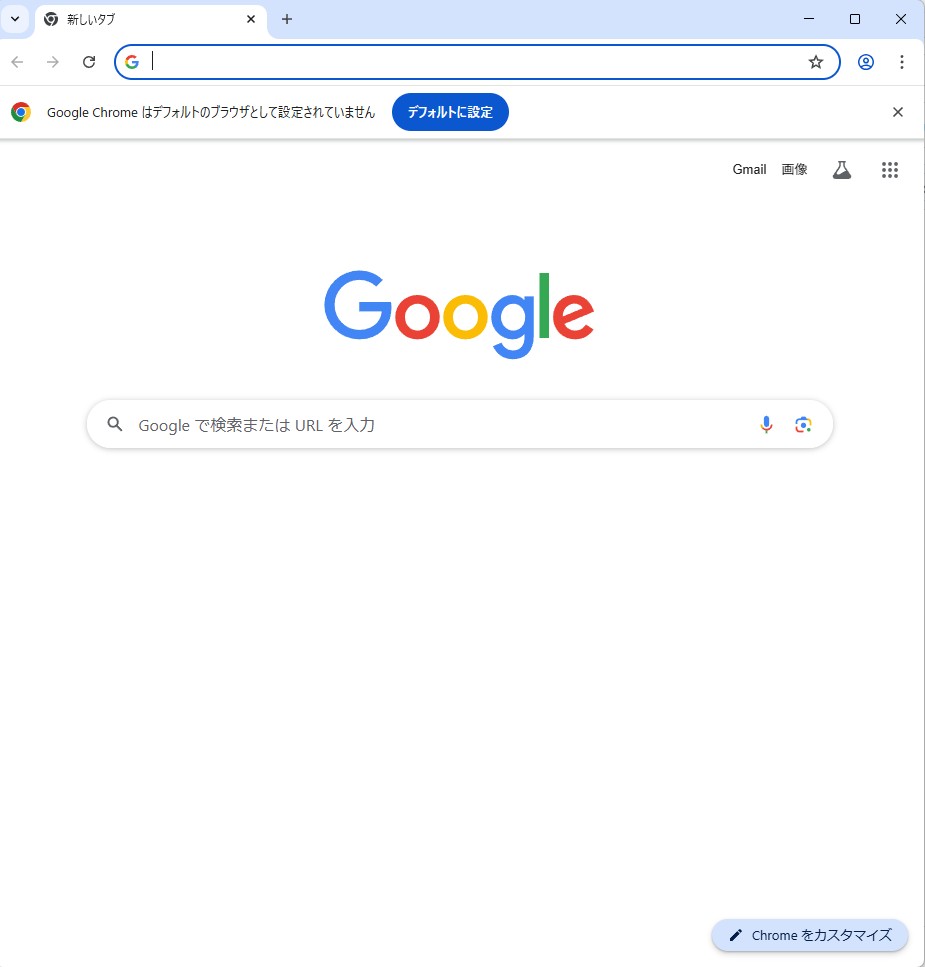 新しいタブ
Google Chrome はデフォルトのブラウザとして設定されていません デフォルトに設定
Gmail 画像
Google
Google で検索または URL を入力
Chrome をカスタマイズ